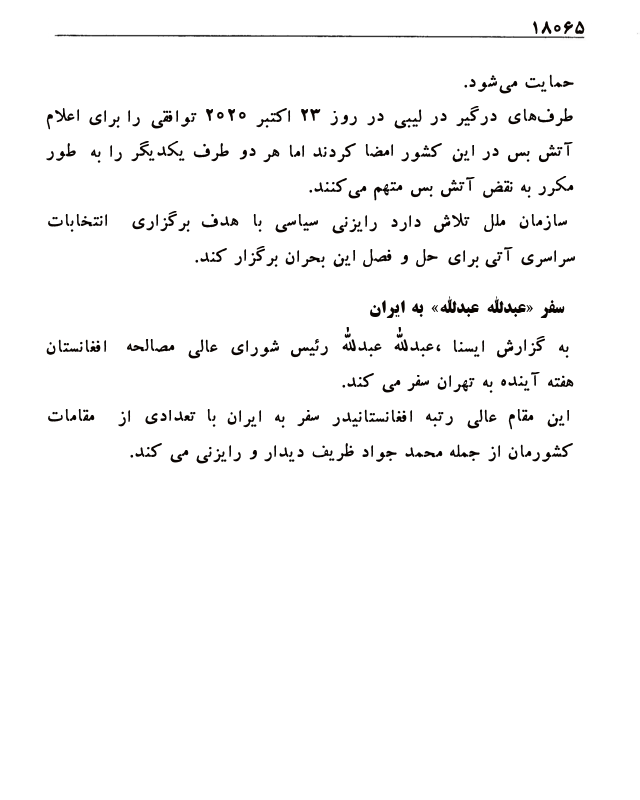 ۱۸۰۶۵
حمایت می‌شود.
طرف‌های درگیر در لیبی در روز ۲۳ اکتبر ۲۰۲۰ توافقی را برای اعلام
آتش بس در این کشور امضا کردند اما هر دو طرف یکدیگر را به طور
مکرر به نقض آتش بس متهم می‌کنند.
سازمان ملل تلاش دارد رایزنی سیاسی با هدف برگزاری انتخابات
سراسری آتی برای حل و فصل این بحران برگزار کند.
سفر «عبدلله عبدلله» به ایران
به گزارش ایسنا ،عبدلله عبدلله رئیس شورای عالی مصالحه افغانستان
هفته آینده به تهران سفر می کند.
این مقام عالی رتبه افغانستانیدر سفر به ایران با تعدادی از مقامات
کشورمان از جمله محمد جواد ظریف دیدار و رایزنی می کند.